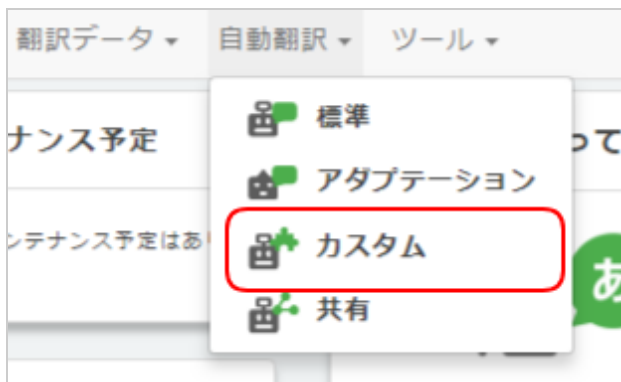 翻訳データ 自動翻訳 ツール
標準
ナンス予定
って
アダプテーション
ンテナンス予定はあ
カスタム
あ
共有